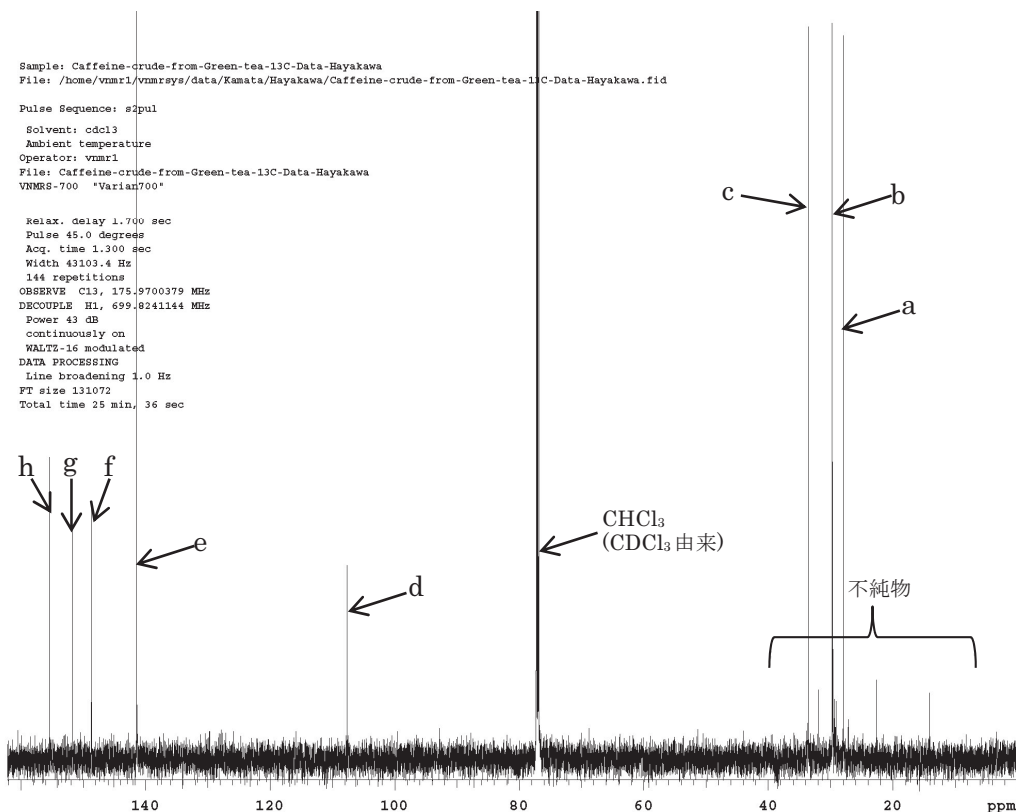 Sample: Caffeine-crude-from-Green-tea-13C-Data-Hayakawa
File: /home/vnmr1/vnmrsys/data/Kamata/Hayakawa/Caffeine-crude-from-Green-tea-13C-Data-Hayakawa.fid
Pulse Sequence: s2pul
Solvent: cdcl3
Ambient temperature
Operator: vnmr1
File: Caffeine-crude-from-Green-tea-13C-Data-Hayakawa
VNMRS-700 "Varian700"
Relax. delay 1.700 sec
Pulse 45.0 degrees
Acq. time 1.300 sec
Width 43103.4 Hz
144 repetitions
OBSERVE C13, 175.9700379 MHz
DECOUPLE H1, 699.8241144 MHz
Power 43 dB
continuously on
WALTZ-16 modulated
DATA PROCESSING
Line broadening 1.0 Hz
FT size 131072
Total time 25 min, 36 sec
c
b
a
h g f
e
d
CHCl₃
(CDCl₃由来)
不純物
140 120 100 80 60 40 20 ppm